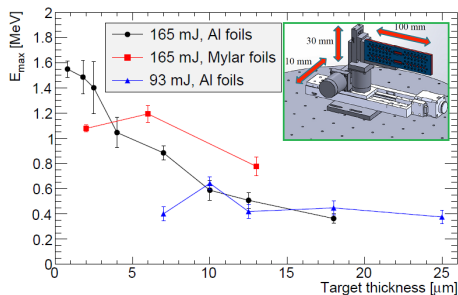 E_max [MeV]
2
1.8
1.6
1.4
1.2
1
0.8
0.6
0.4
0.2
0
165 mJ, Al foils
165 mJ, Mylar foils
93 mJ, Al foils
100 mm
30 mm
10 mm
0 5 10 15 20 25
Target thickness [μm]